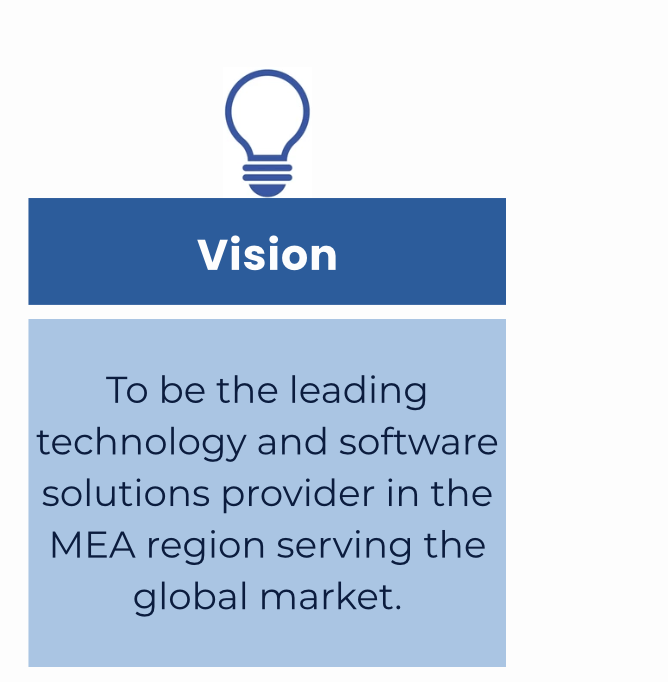 Vision
To be the leading
technology and software
solutions provider in the
MEA region serving the
global market.